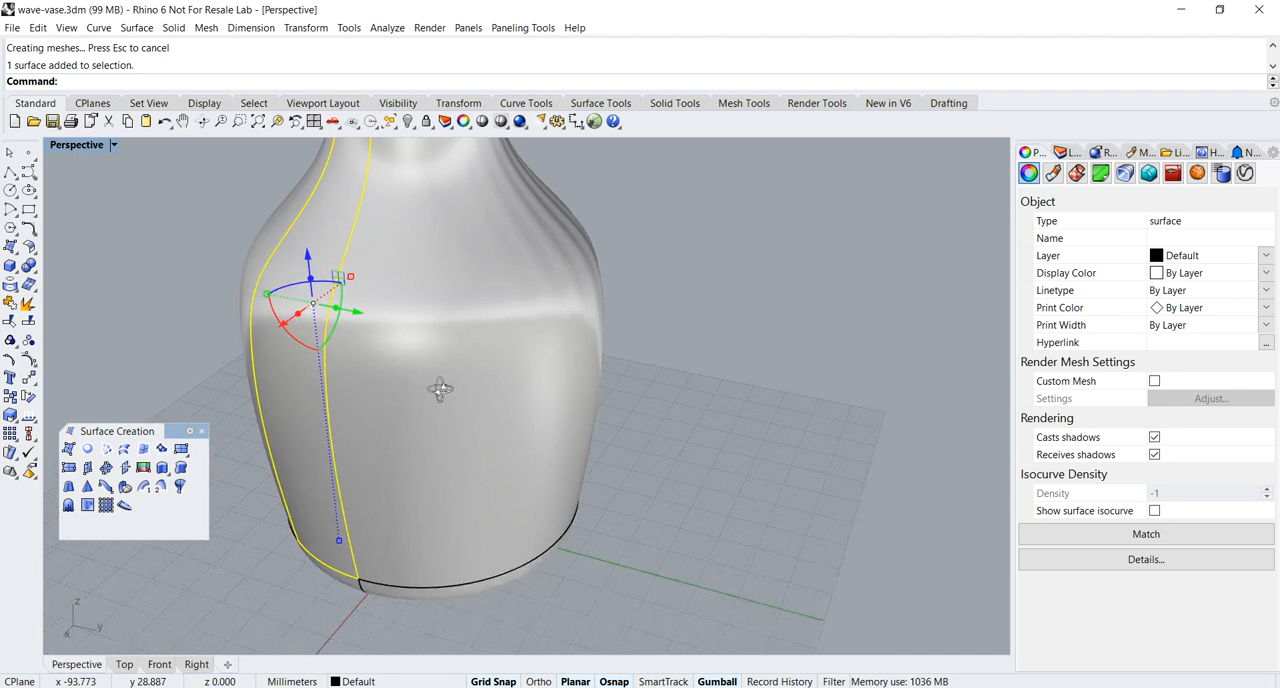 wave-vase.3dm (99 MB) - Rhino 6 Not For Resale Lab - [Perspective]
File Edit View Curve Surface Solid Mesh Dimension Transform Tools Analyze Render Panels Paneling Tools Help
Creating meshes... Press Esc to cancel
1 surface added to selection.
Command:
Standard CPlanes Set View Display Select Viewport Layout Visibility Transform Curve Tools Surface Tools Solid Tools Mesh Tools Render Tools New in V6 Drafting
Perspective
P... L... R... M... Li... H... N...
Object
Type surface
Name
Layer Default
Display Color By Layer
Linetype By Layer
Print Color By Layer
Print Width By Layer
Hyperlink ...
Render Mesh Settings
Custom Mesh
Settings Adjust...
Rendering
Casts shadows
Receives shadows
Isocurve Density
Density -1
Show surface isocurve
Match
Details...
Surface Creation
z
x y
Perspective Top Front Right
CPlane x -93.773 y 28.887 z 0.000 Millimeters Default Grid Snap Ortho Planar Osnap SmartTrack Gumball Record History Filter Memory use: 1036 MB